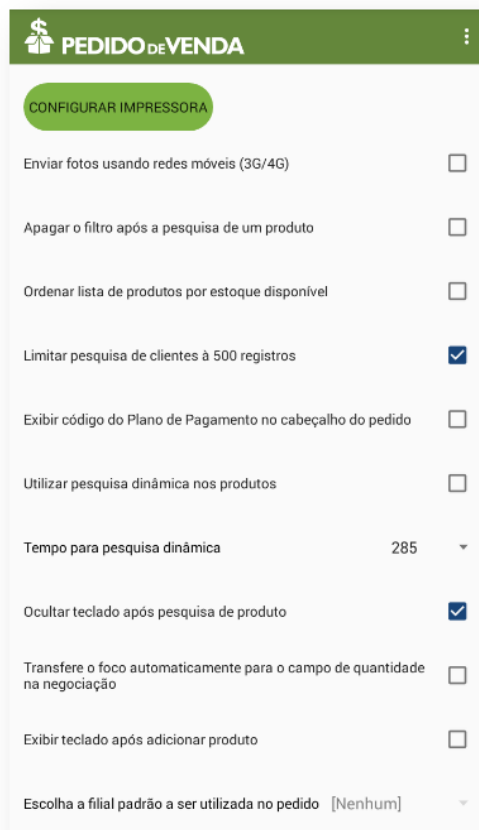 PEDIDO DE VENDA
CONFIGURAR IMPRESSORA
Enviar fotos usando redes móveis (3G/4G)
Apagar o filtro após a pesquisa de um produto
Ordenar lista de produtos por estoque disponível
Limitar pesquisa de clientes à 500 registros
Exibir código do Plano de Pagamento no cabeçalho do pedido
Utilizar pesquisa dinâmica nos produtos
Tempo para pesquisa dinâmica 285
Ocultar teclado após pesquisa de produto
Transfere o foco automaticamente para o campo de quantidade
na negociação
Exibir teclado após adicionar produto
Escolha a filial padrão a ser utilizada no pedido [Nenhum]